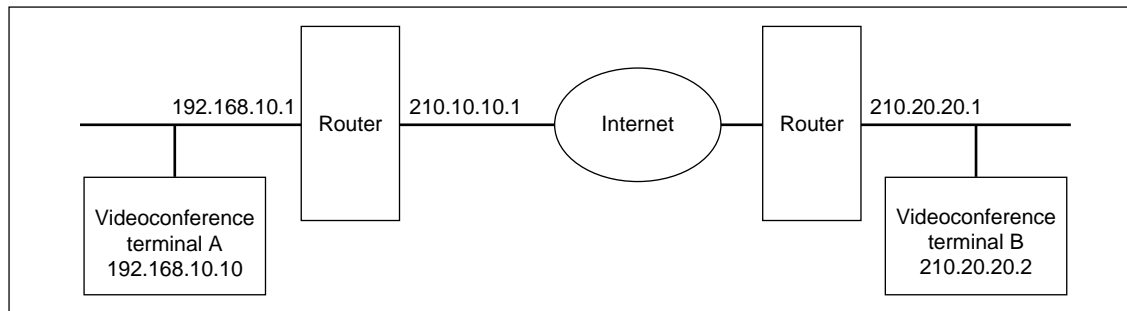 192.168.10.1
Router
210.10.10.1
Internet
Router
210.20.20.1
Videoconference
terminal A
192.168.10.10
Videoconference
terminal B
210.20.20.2